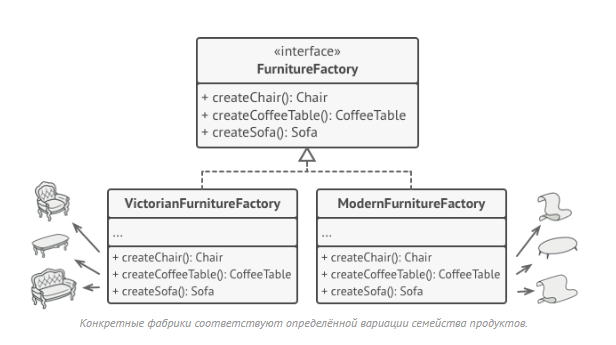 «interface»
FurnitureFactory
+ createChair(): Chair
+ createCoffeeTable(): CoffeeTable
+ createSofa(): Sofa
VictorianFurnitureFactory
...
+ createChair(): Chair
+ createCoffeeTable(): CoffeeTable
+ createSofa(): Sofa
ModernFurnitureFactory
...
+ createChair(): Chair
+ createCoffeeTable(): CoffeeTable
+ createSofa(): Sofa
Конкретные фабрики соответствуют определённой вариации семейства продуктов.